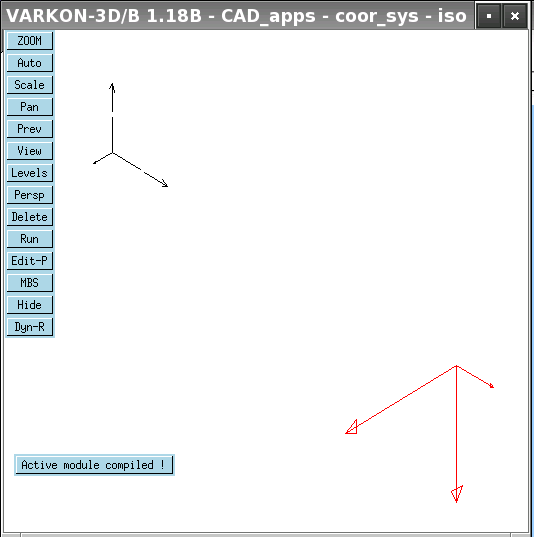 VARKON-3D/B 1.18B - CAD_apps - coor_sys - iso
ZOOM
Auto
Scale
Pan
Prev
View
Levels
Persp
Delete
Run
Edit-P
MBS
Hide
Dyn-R
Active module compiled !